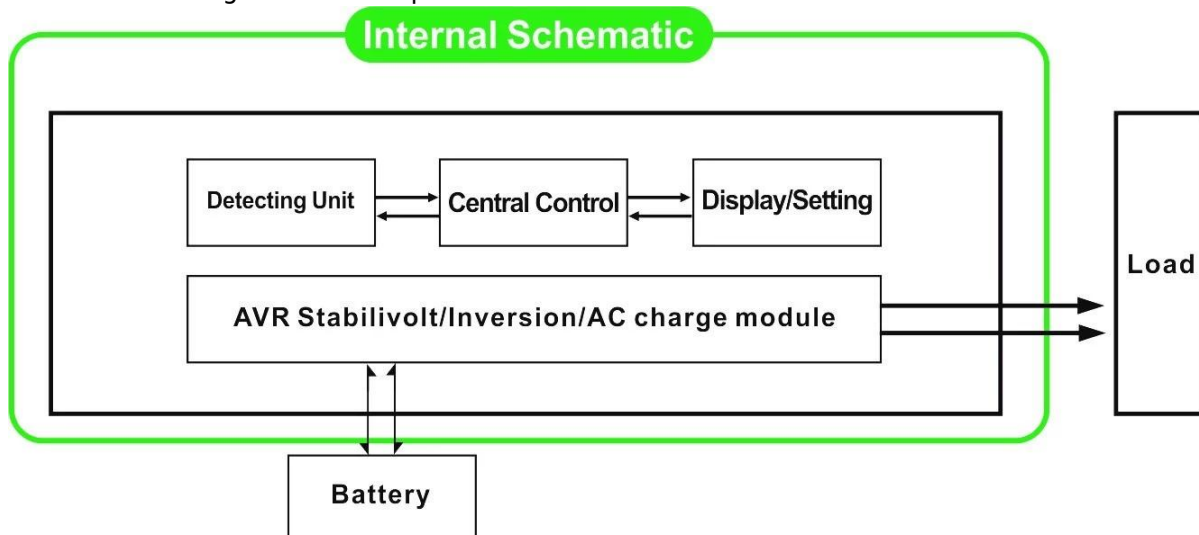 Internal Schematic
Detecting Unit
Central Control
Display/Setting
Load
AVR Stabilivolt/Inversion/AC charge module
Battery